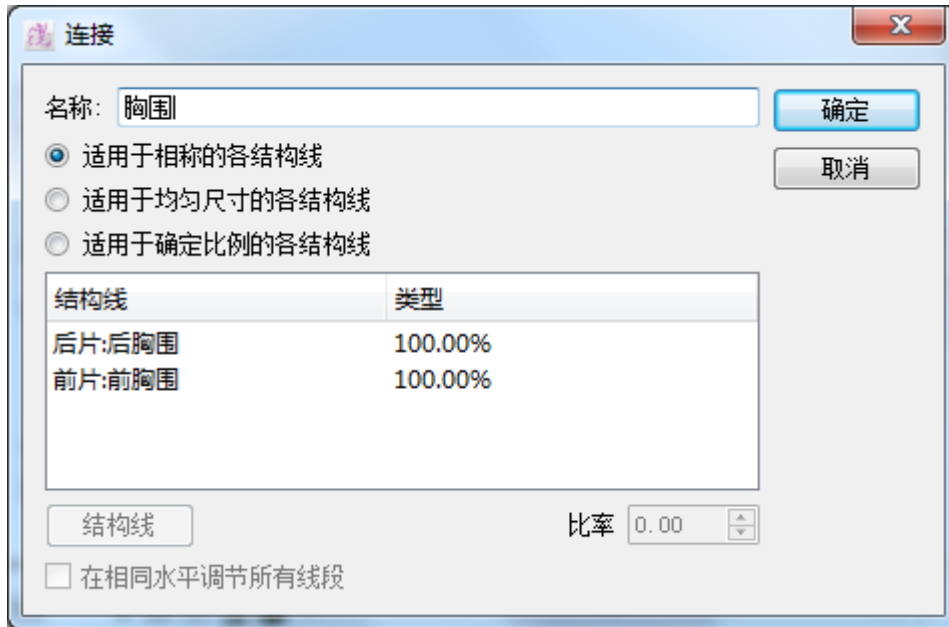 连接
名称: 胸围
确定
适用于相称的各结构线
取消
适用于均匀尺寸的各结构线
适用于确定比例的各结构线
结构线 类型
后片:后胸围 100.00%
前片:前胸围 100.00%
结构线 比率 0.00
在相同水平调节所有线段